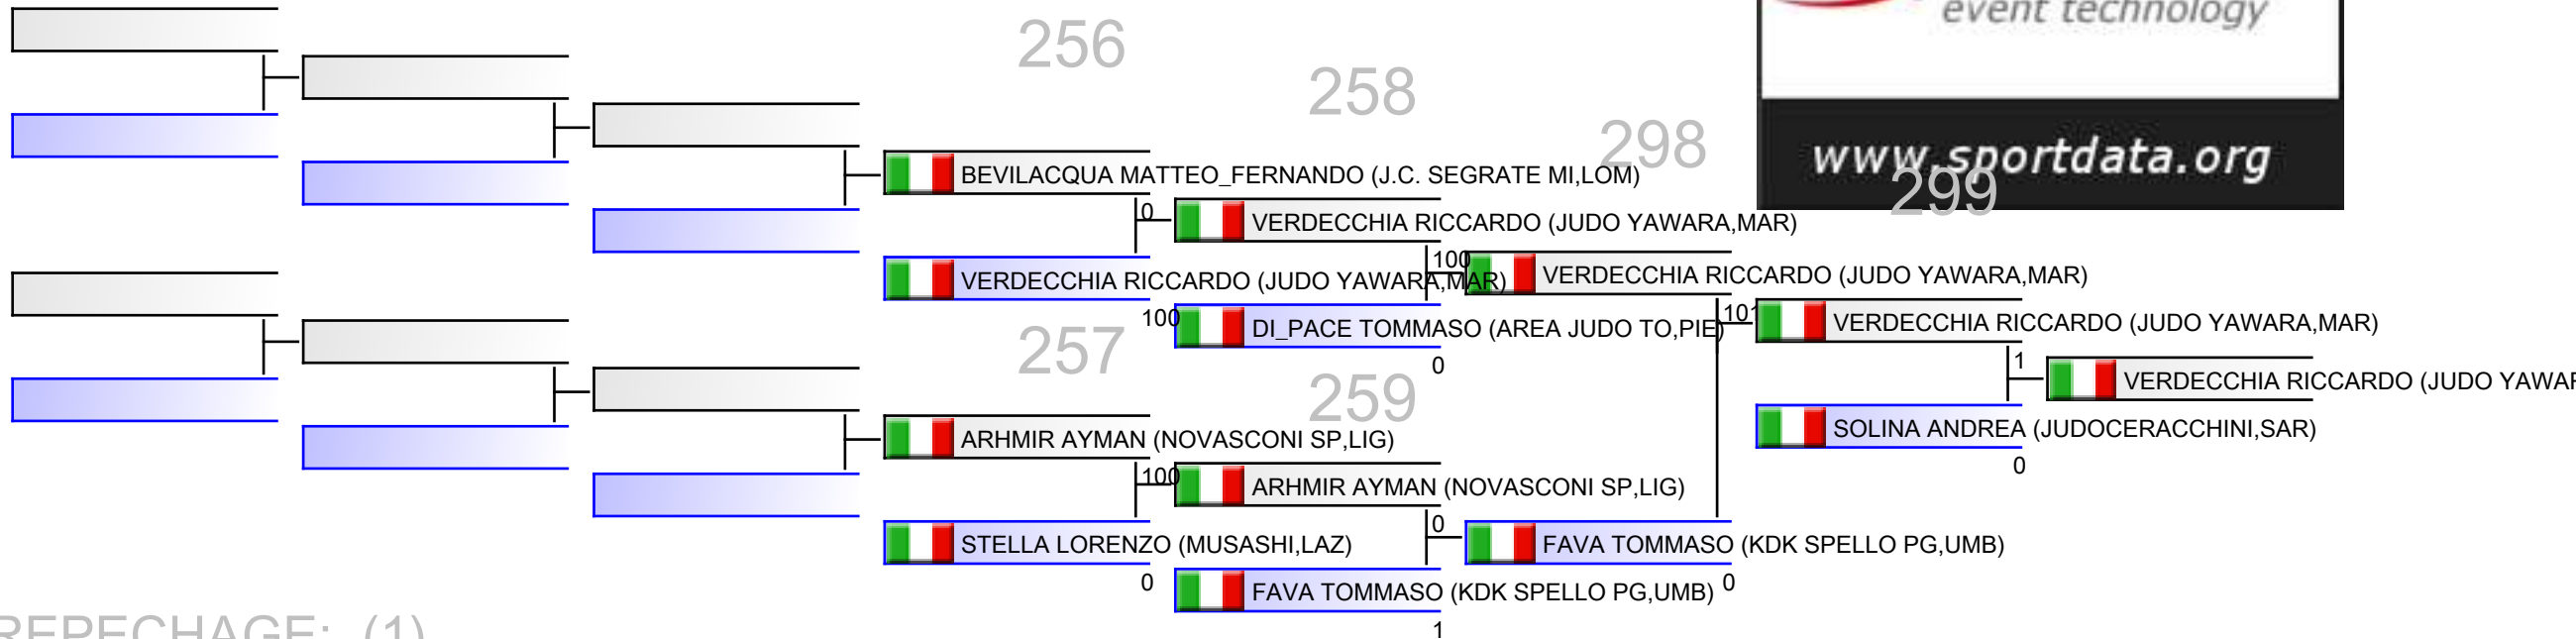 event technology
256
258
298
www.sportdata.org
299
BEVILACQUA MATTEO_FERNANDO (J.C. SEGRATE MI,LOM)
0
VERDECCHIA RICCARDO (JUDO YAWARA,MAR)
100
VERDECCHIA RICCARDO (JUDO YAWARA,MAR)
VERDECCHIA RICCARDO (JUDO YAWARA,MAR)
100
DI_PACE TOMMASO (AREA JUDO TO,PIE)
0
101
VERDECCHIA RICCARDO (JUDO YAWARA,MAR)
257
259
1
VERDECCHIA RICCARDO (JUDO YAWAR
SOLINA ANDREA (JUDOCERACCHINI,SAR)
0
ARHMIR AYMAN (NOVASCONI SP,LIG)
100
ARHMIR AYMAN (NOVASCONI SP,LIG)
0
STELLA LORENZO (MUSASHI,LAZ)
0
FAVA TOMMASO (KDK SPELLO PG,UMB)
0
FAVA TOMMASO (KDK SPELLO PG,UMB)
1
REPECHAGE: (1)